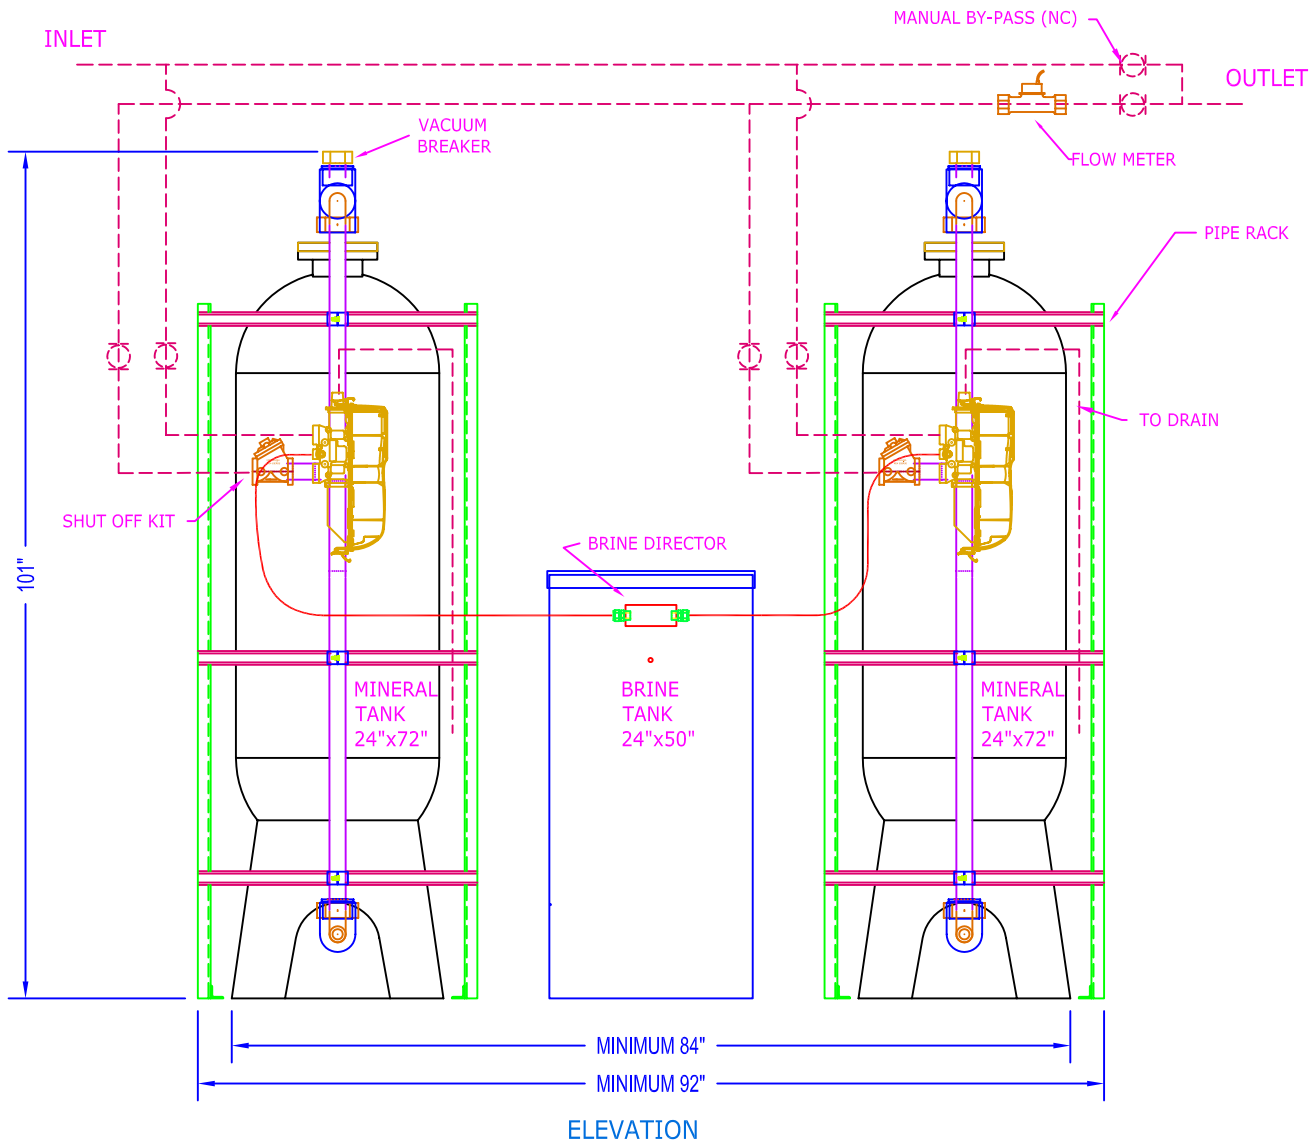 MANUAL BY-PASS (NC)
INLET
OUTLET
VACUUM
BREAKER
FLOW METER
PIPE RACK
TO DRAIN
SHUT OFF KIT
BRINE DIRECTOR
101"
MINERAL
TANK
24"x72"
BRINE
TANK
24"x50"
MINERAL
TANK
24"x72"
MINIMUM 84"
MINIMUM 92"
ELEVATION